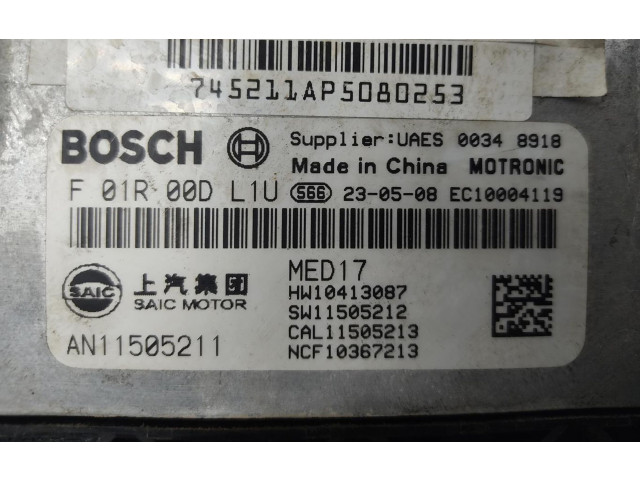 745211AP5080253
BOSCH Supplier:UAES 0034 8918
Made in China MOTRONIC
F 01R 00D L1U 566 23-05-08 EC10004119
SAIC 上汽集团
SAIC MOTOR
MED17
HW10413087
SW11505212
CAL11505213
NCF10367213
AN11505211